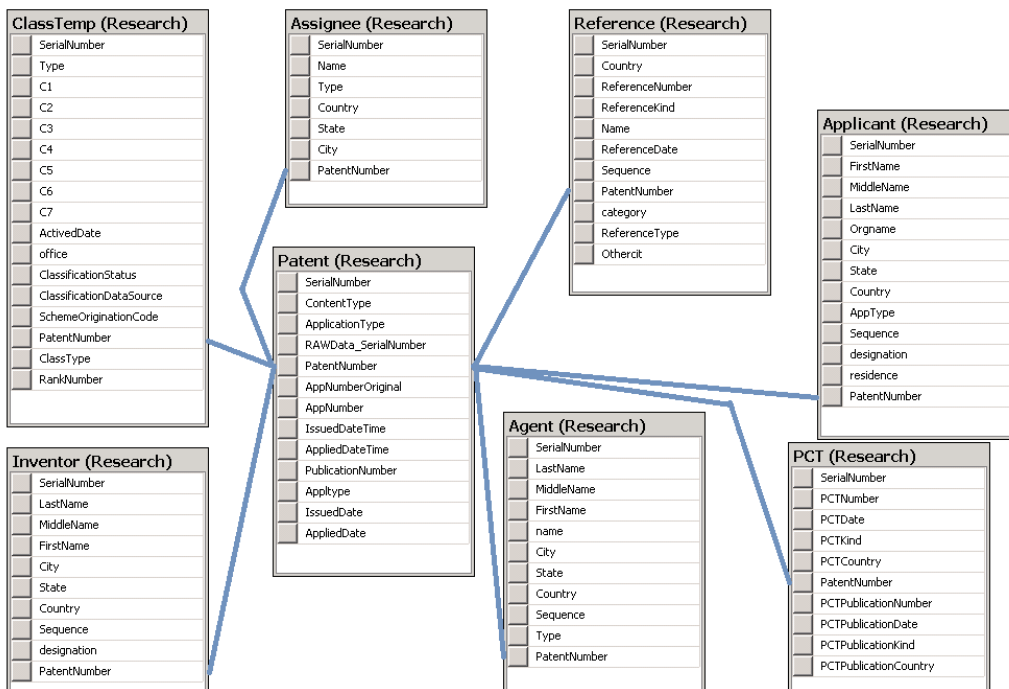 ClassTemp (Research)
SerialNumber
Type
C1
C2
C3
C4
C5
C6
C7
ActivedDate
office
ClassificationStatus
ClassificationDataSource
SchemeOriginationCode
PatentNumber
ClassType
RankNumber
Assignee (Research)
SerialNumber
Name
Type
Country
State
City
PatentNumber
Reference (Research)
SerialNumber
Country
ReferenceNumber
ReferenceKind
Name
ReferenceDate
Sequence
PatentNumber
category
ReferenceType
Othercit
Applicant (Research)
SerialNumber
FirstName
MiddleName
LastName
Orgname
City
State
Country
AppType
Sequence
designation
residence
PatentNumber
Patent (Research)
SerialNumber
ContentType
ApplicationType
RAWData_SerialNumber
PatentNumber
AppNumberOriginal
AppNumber
IssuedDateTime
AppliedDateTime
PublicationNumber
Appltype
IssuedDate
AppliedDate
Inventor (Research)
SerialNumber
LastName
MiddleName
FirstName
City
State
Country
Sequence
designation
PatentNumber
Agent (Research)
SerialNumber
LastName
MiddleName
FirstName
name
City
State
Country
Sequence
Type
PatentNumber
PCT (Research)
SerialNumber
PCTNumber
PCTDate
PCTKind
PCTCountry
PatentNumber
PCTPublicationNumber
PCTPublicationDate
PCTPublicationKind
PCTPublicationCountry